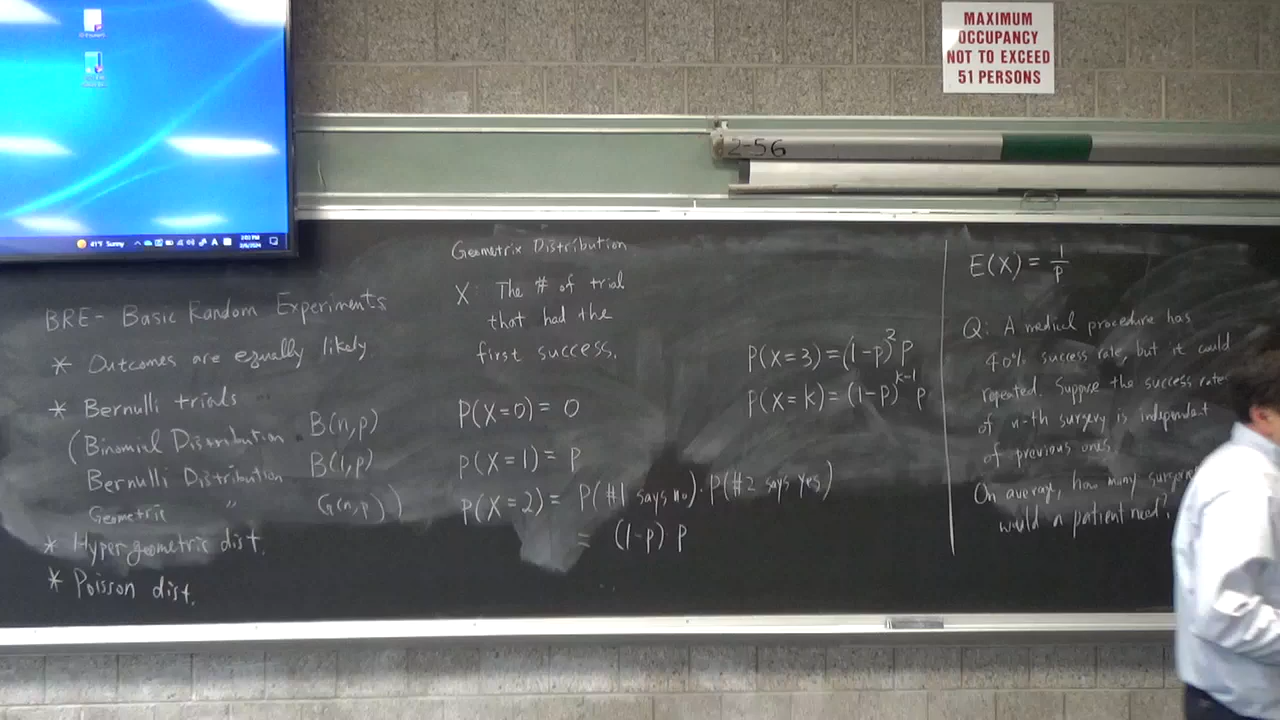 MAXIMUM
OCCUPANCY
NOT TO EXCEED
51 PERSONS
2-56
41°F Sunny
BRE- Basic Random Experiments
* Outcomes are equally likely
* Bernulli trials
(Binomial Distribution B(n,p)
Bernulli Distribution B(1,p)
Geometric " G(n,p))
* Hypergeometric dist.
* Poisson dist.
Geometrix Distribution
X: The # of trial
that had the
first success.
P(X=0) = 0
P(X=1) = p
P(X=2) = P(#1 says no).P(#2 says yes)
= (1-p) p
P(X=3)=(1-p)² p
P(X=k)=(1-p)^{k-1} p
E(X) = 1/p
Q: A medical procedure has
40% success rate, but it could
repeated. Suppose the success rate
of n-th surgery is independent
of previous ones.
On average, how many
would a patient need?